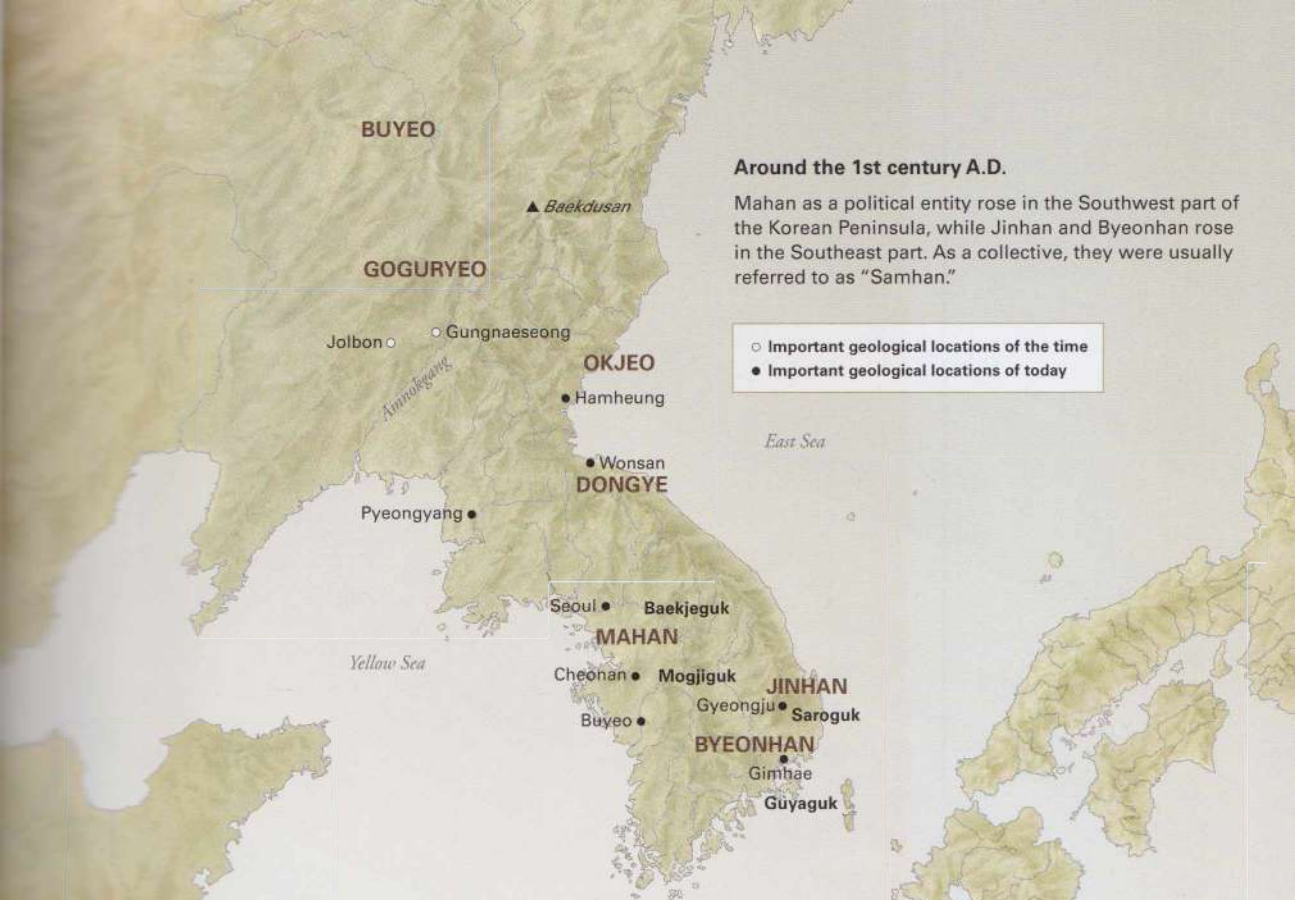 BUYEO
Around the 1st century A.D.
Mahan as a political entity rose in the Southwest part of
the Korean Peninsula, while Jinhan and Byeonhan rose
in the Southeast part. As a collective, they were usually
referred to as “Samhan.”
▲ Baekdusan
GOGURYEO
Jolbon ○
○ Gungnaeseong
○ Important geological locations of the time
● Important geological locations of today
Amnokgang
OKJEO
● Hamheung
East Sea
● Wonsan
DONGYE
Pyeongyang ●
Seoul ● Baekjeguk
MAHAN
Yellow Sea
Cheonan ● Mogjiguk
JINHAN
Gyeongju ● Saroguk
Buyeo ●
BYEONHAN
● Gimhae
Guyaguk